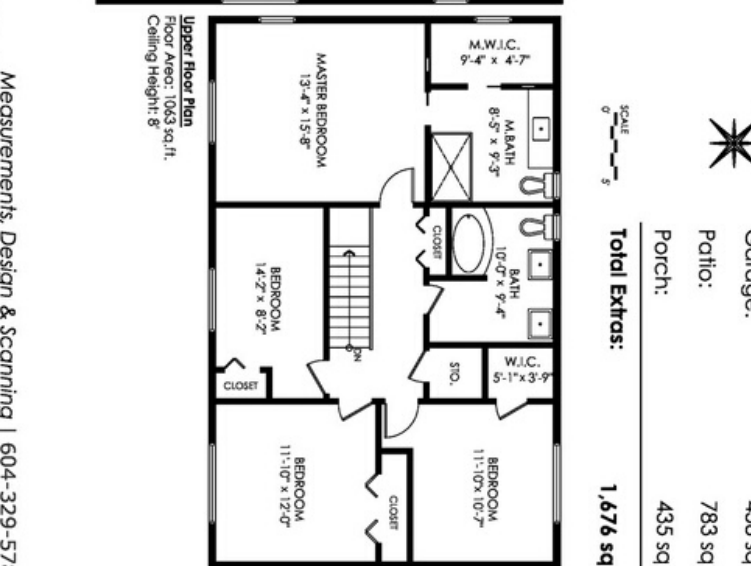 Upper Floor Plan
Floor Area: 1063 sq.ft.
Ceiling Height: 8'
M.W.I.C.
9'-4" x 4'-7"
MASTER BEDROOM
13'-4" x 15'-8"
M.BATH
8'-5" x 9'-3"
CLOSET
BATH
10'-0" x 9'-4"
BEDROOM
14'-2" x 8'-2"
DN
CLOSET
STO.
W.I.C.
5'-1" x 3'-9"
BEDROOM
11'-10" x 12'-0"
CLOSET
BEDROOM
11'-10" x 10'-7"
SCALE
0' 5'
Patio: 783 sq
Porch: 435 sq
Total Extras: 1,676 sq
Measurements, Design & Scanning | 604-329-57